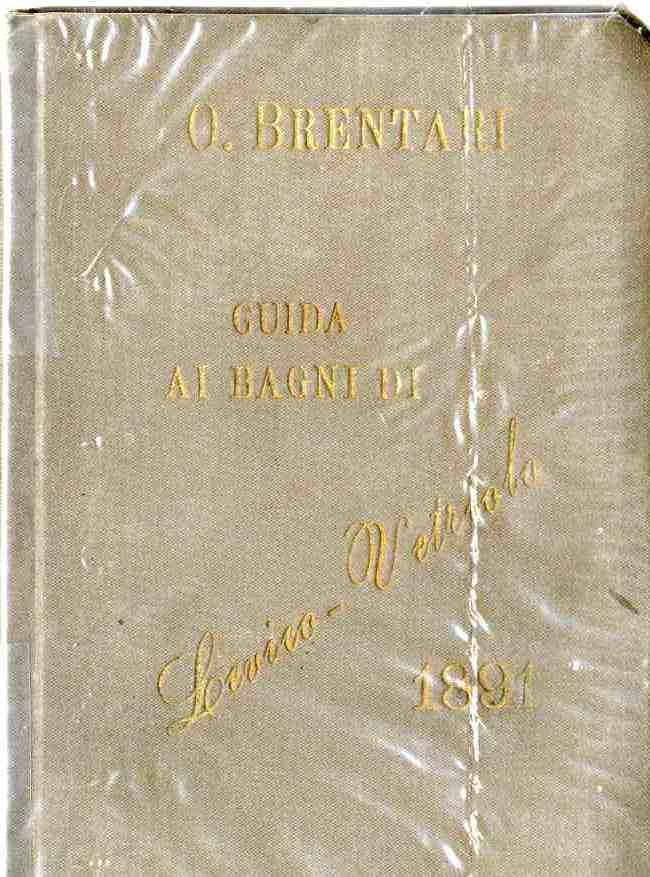 O. BRENTARI
GUIDA
AI BAGNI DI
Levico - Vetriolo
1891